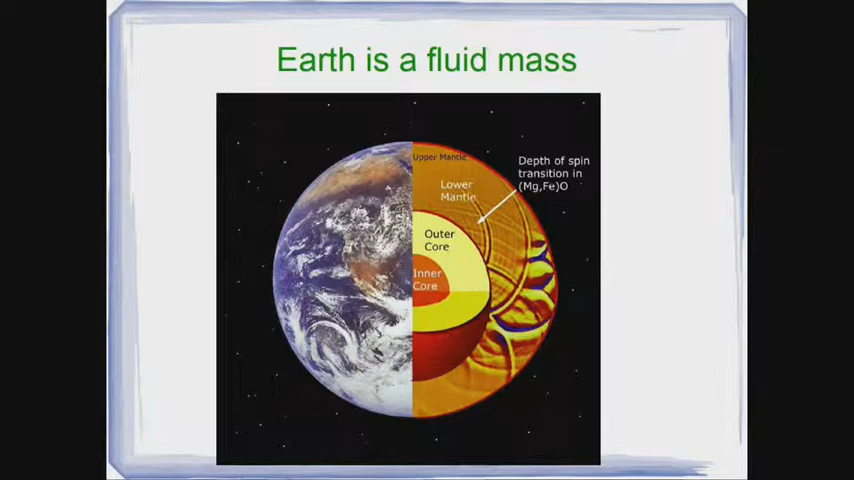 Earth is a fluid mass
Upper Mantle
Depth of spin
transition in
(Mg,Fe)O
Lower
Mantle
Outer
Core
Inner
Core